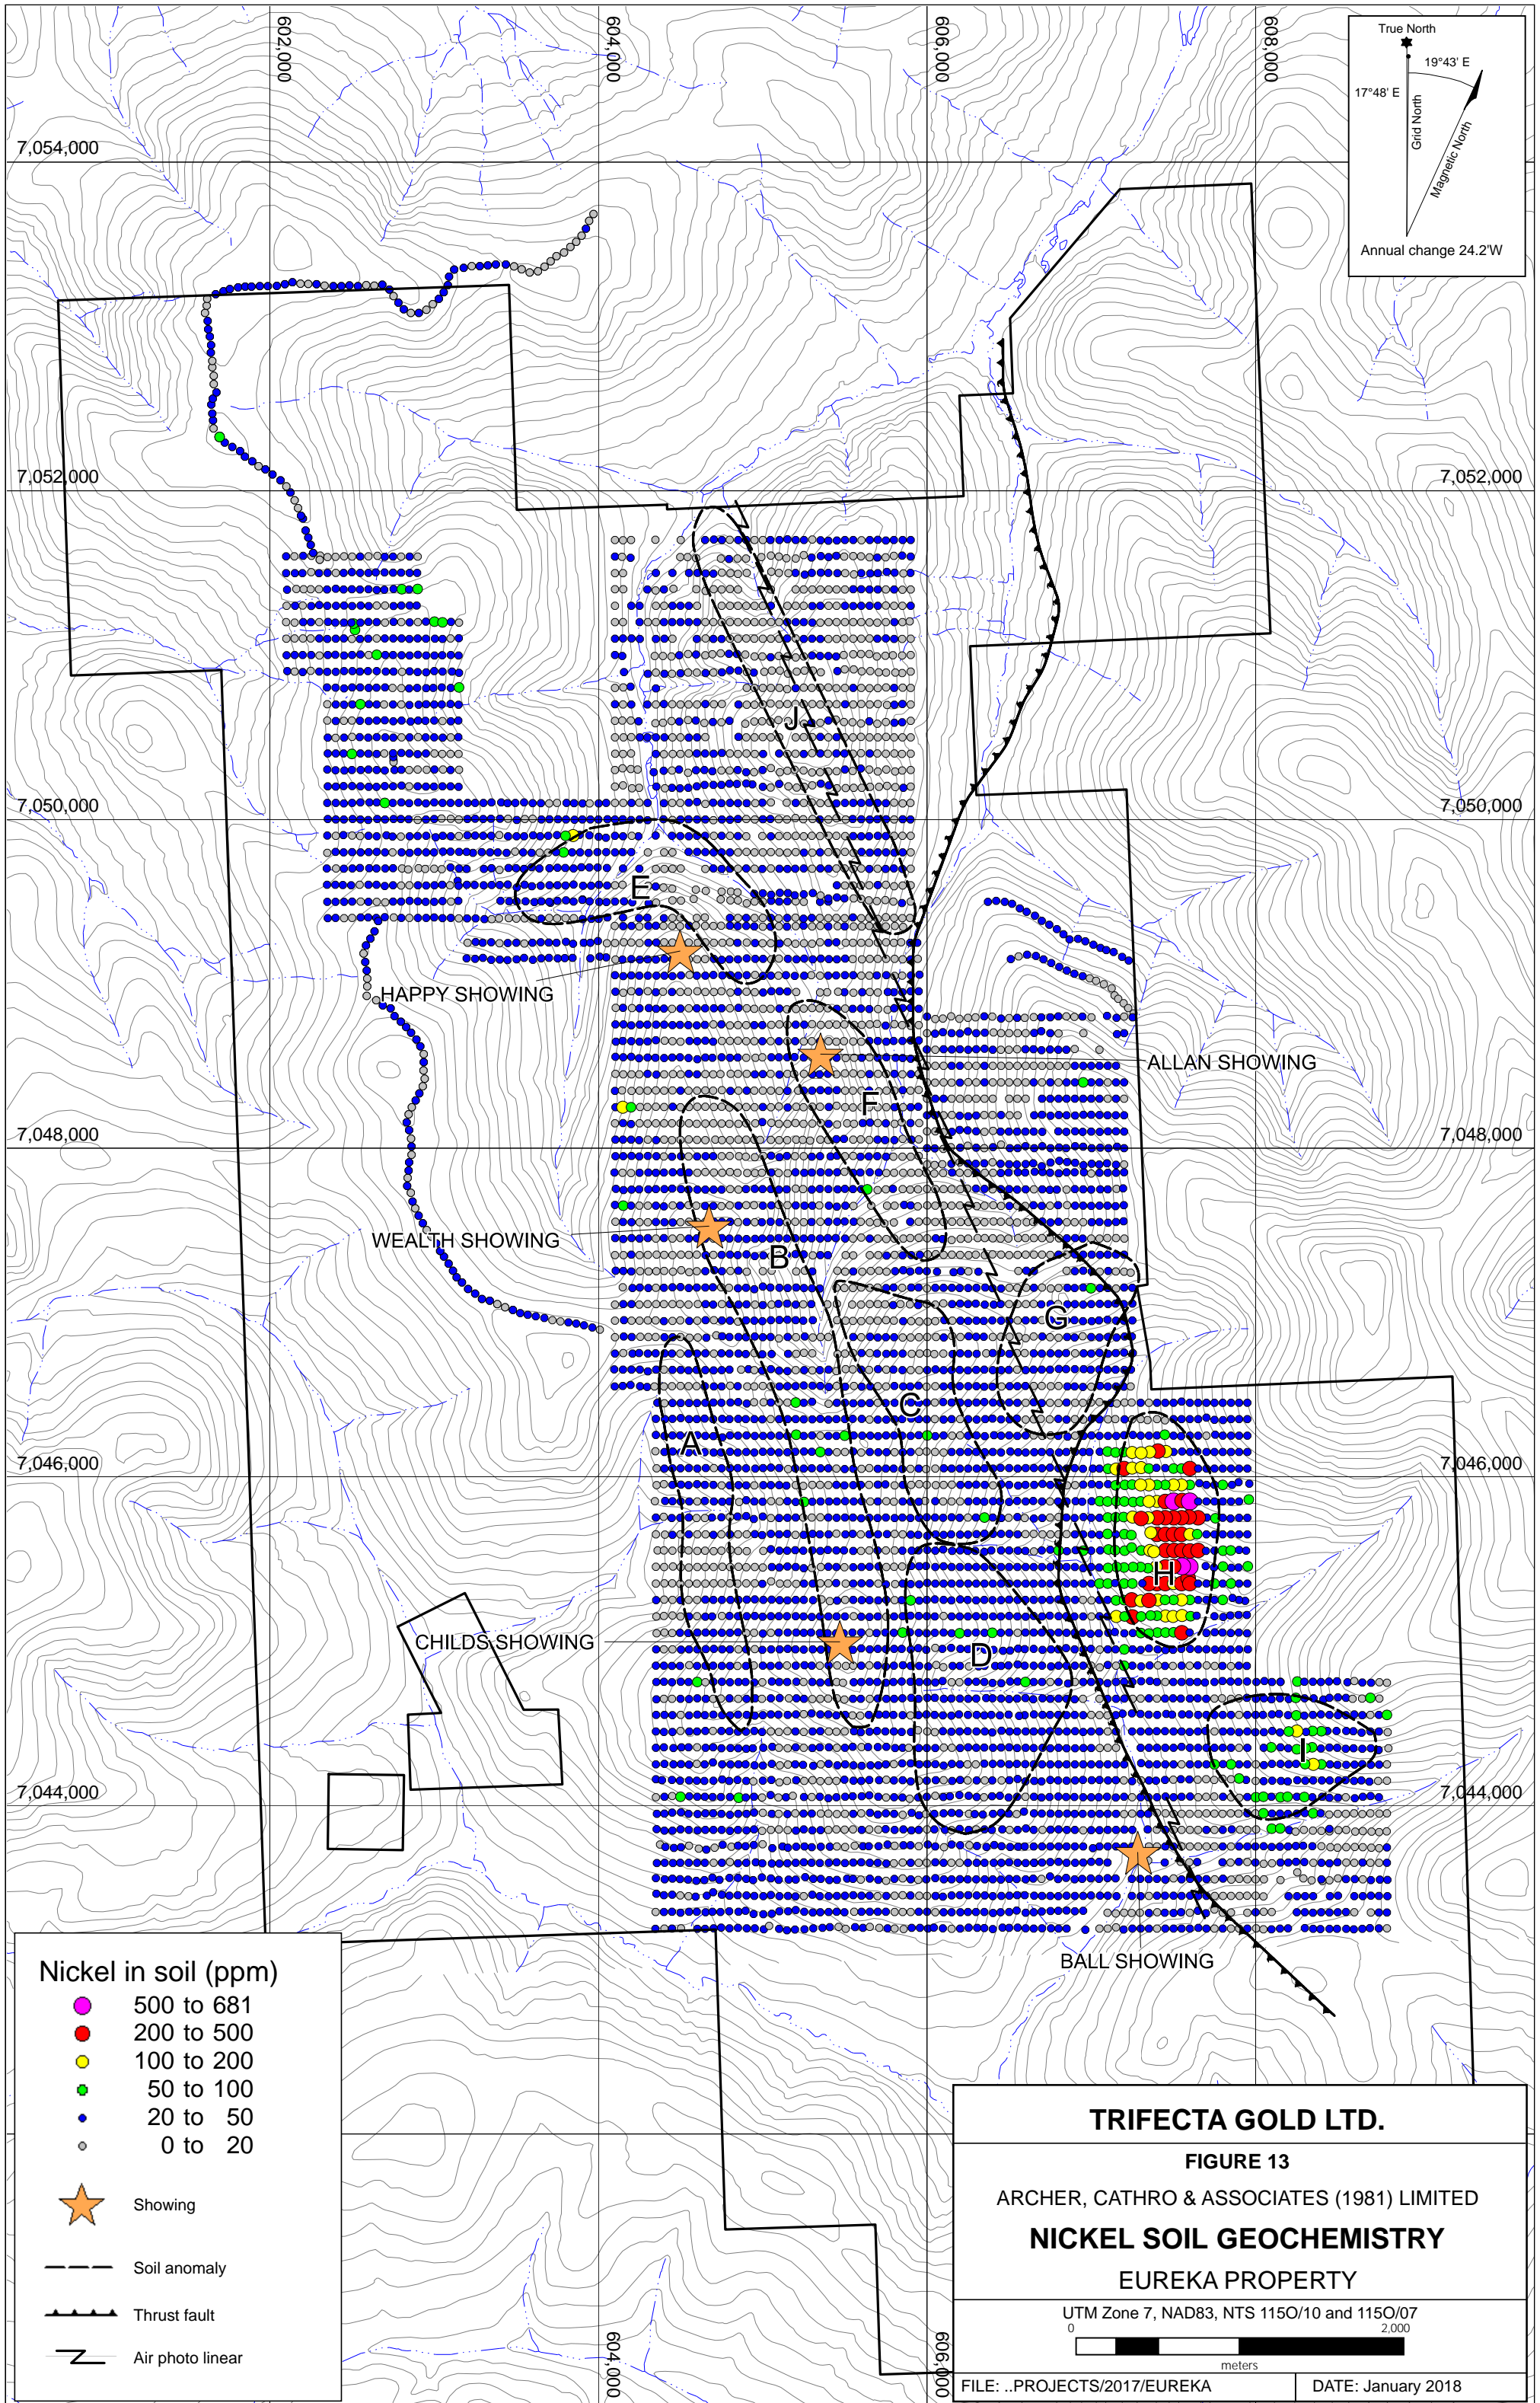 602,000
604,000
606,000
608,000
True North
19°43' E
17°48' E
Grid North
Magnetic North
Annual change 24.2'W
7,054,000
7,052,000
7,052,000
J
7,050,000
7,050,000
E
HAPPY SHOWING
ALLAN SHOWING
F
7,048,000
7,048,000
WEALTH SHOWING
B
G
C
A
7,046,000
7,046,000
H
CHILDS SHOWING
D
I
7,044,000
7,044,000
BALL SHOWING
Nickel in soil (ppm)
500 to 681
200 to 500
100 to 200
50 to 100
20 to 50
0 to 20
Showing
Soil anomaly
Thrust fault
Air photo linear
604,000
606,000
TRIFECTA GOLD LTD.
FIGURE 13
ARCHER, CATHRO & ASSOCIATES (1981) LIMITED
NICKEL SOIL GEOCHEMISTRY
EUREKA PROPERTY
UTM Zone 7, NAD83, NTS 115O/10 and 115O/07
0 2,000
meters
FILE: ..PROJECTS/2017/EUREKA
DATE: January 2018